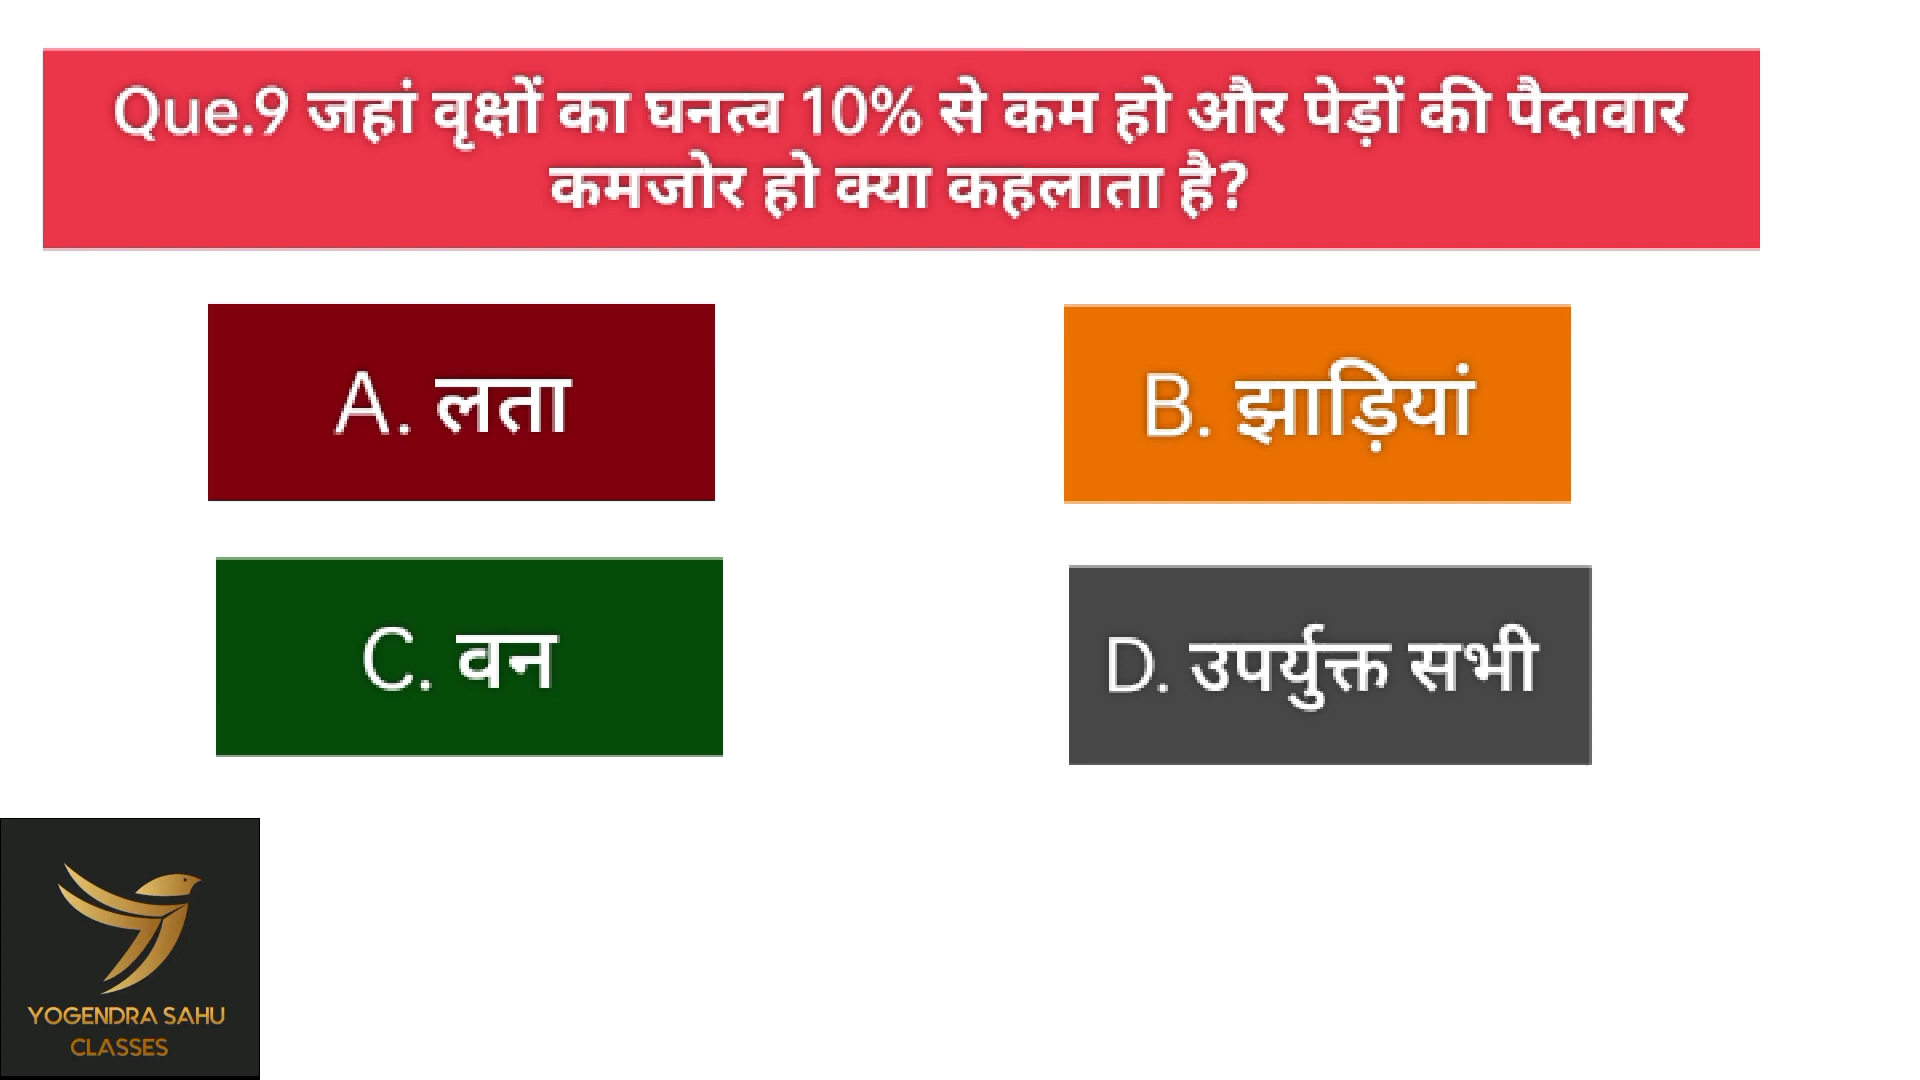 Que.9 जहां वृक्षों का घनत्व 10% से कम हो और पेड़ों की पैदावार
कमजोर हो क्या कहलाता है?
A. लता
B. झाड़ियां
C. वन
D. उपर्युक्त सभी
YOGENDRA SAHU
CLASSES